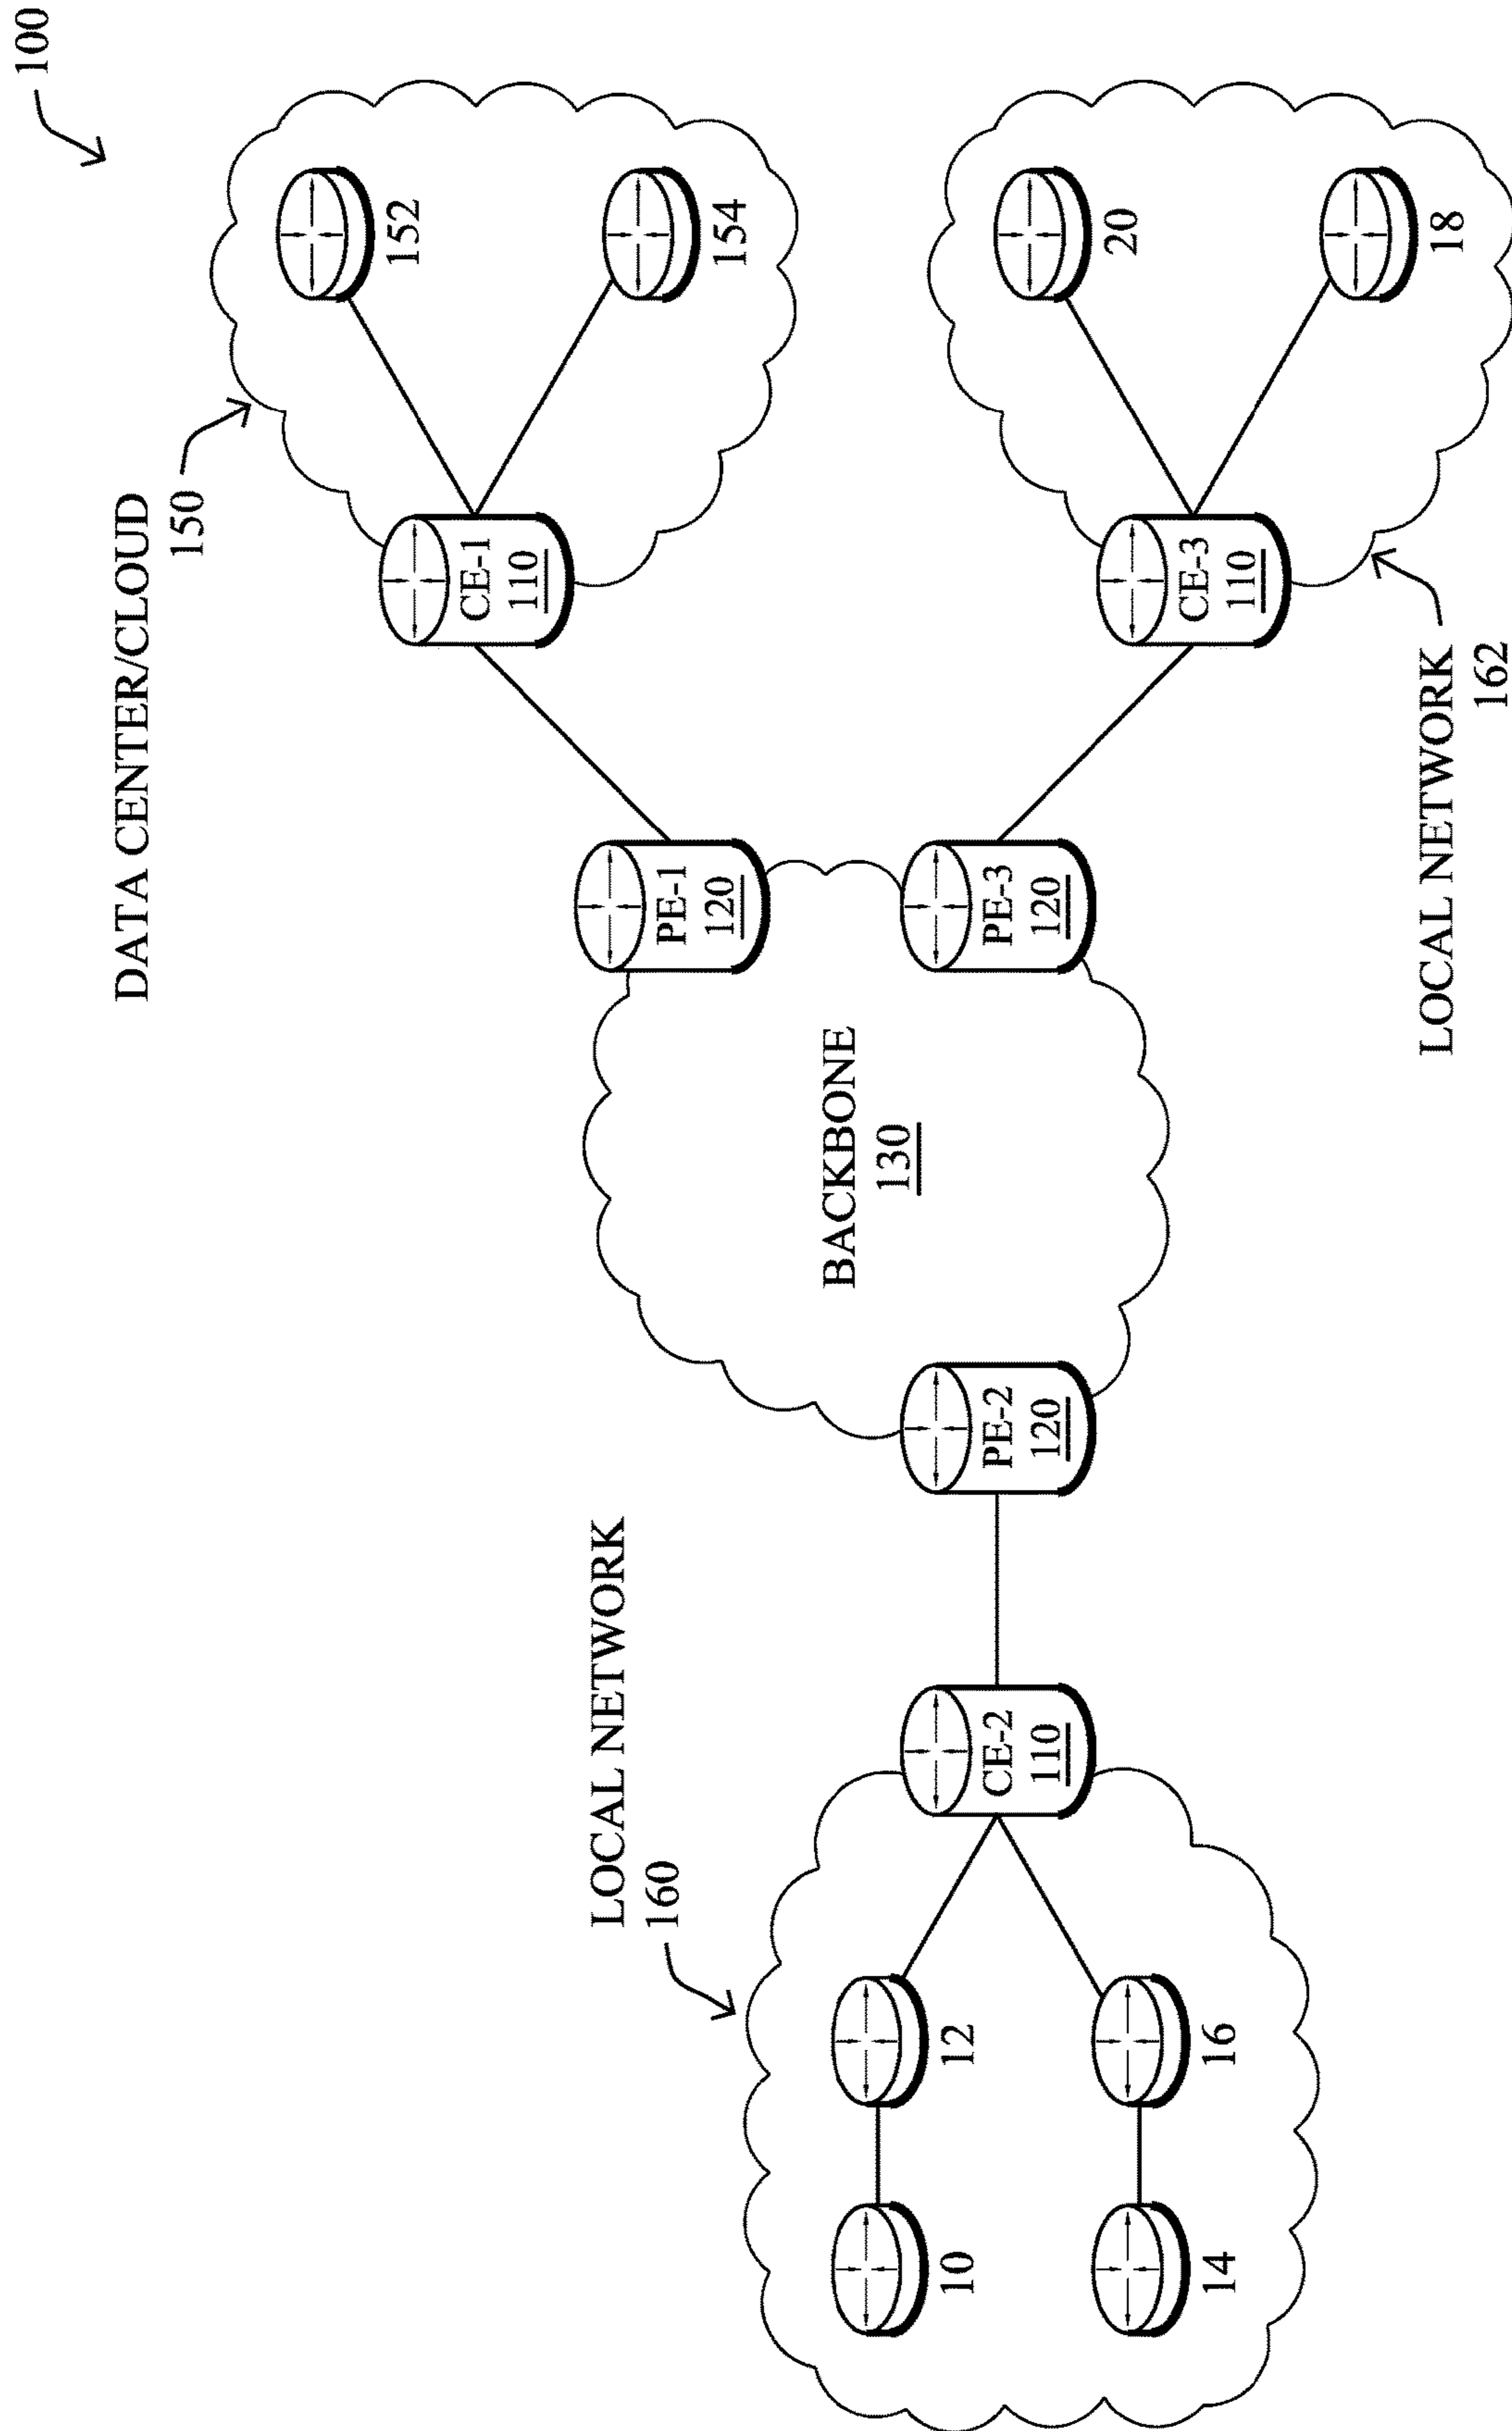 100
DATA CENTER/CLOUD
150
152
154
CE-1
110
PE-1
120
LOCAL NETWORK
160
BACKBONE
130
10
12
CE-2
110
PE-2
120
PE-3
120
CE-3
110
20
14
16
18
LOCAL NETWORK
162